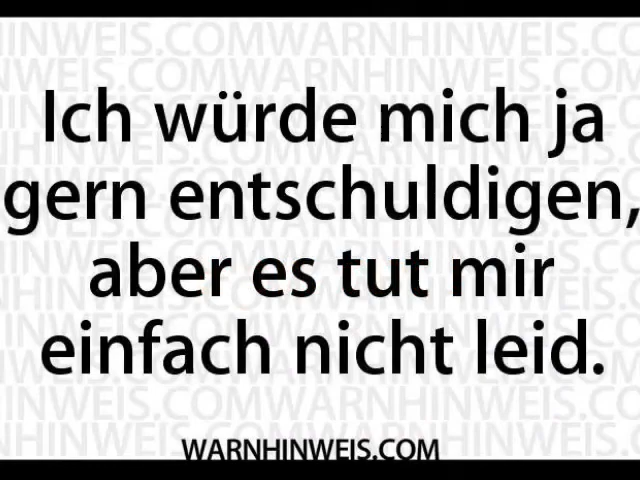 Ich würde mich ja
gern entschuldigen,
aber es tut mir
einfach nicht leid.
WARNHINWEIS.COM